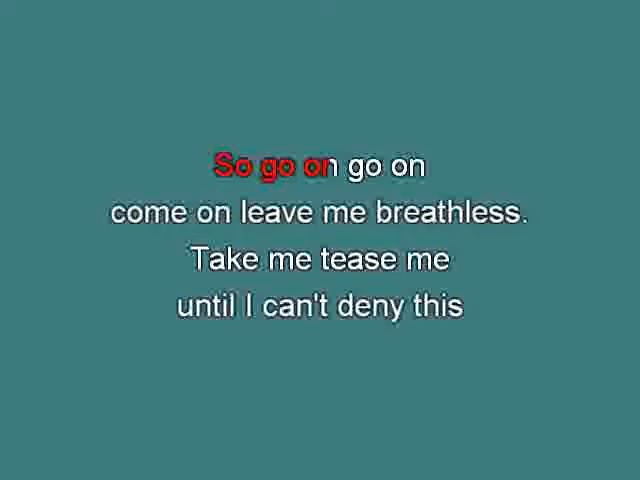 So go on go on
come on leave me breathless.
Take me tease me
until I can't deny this